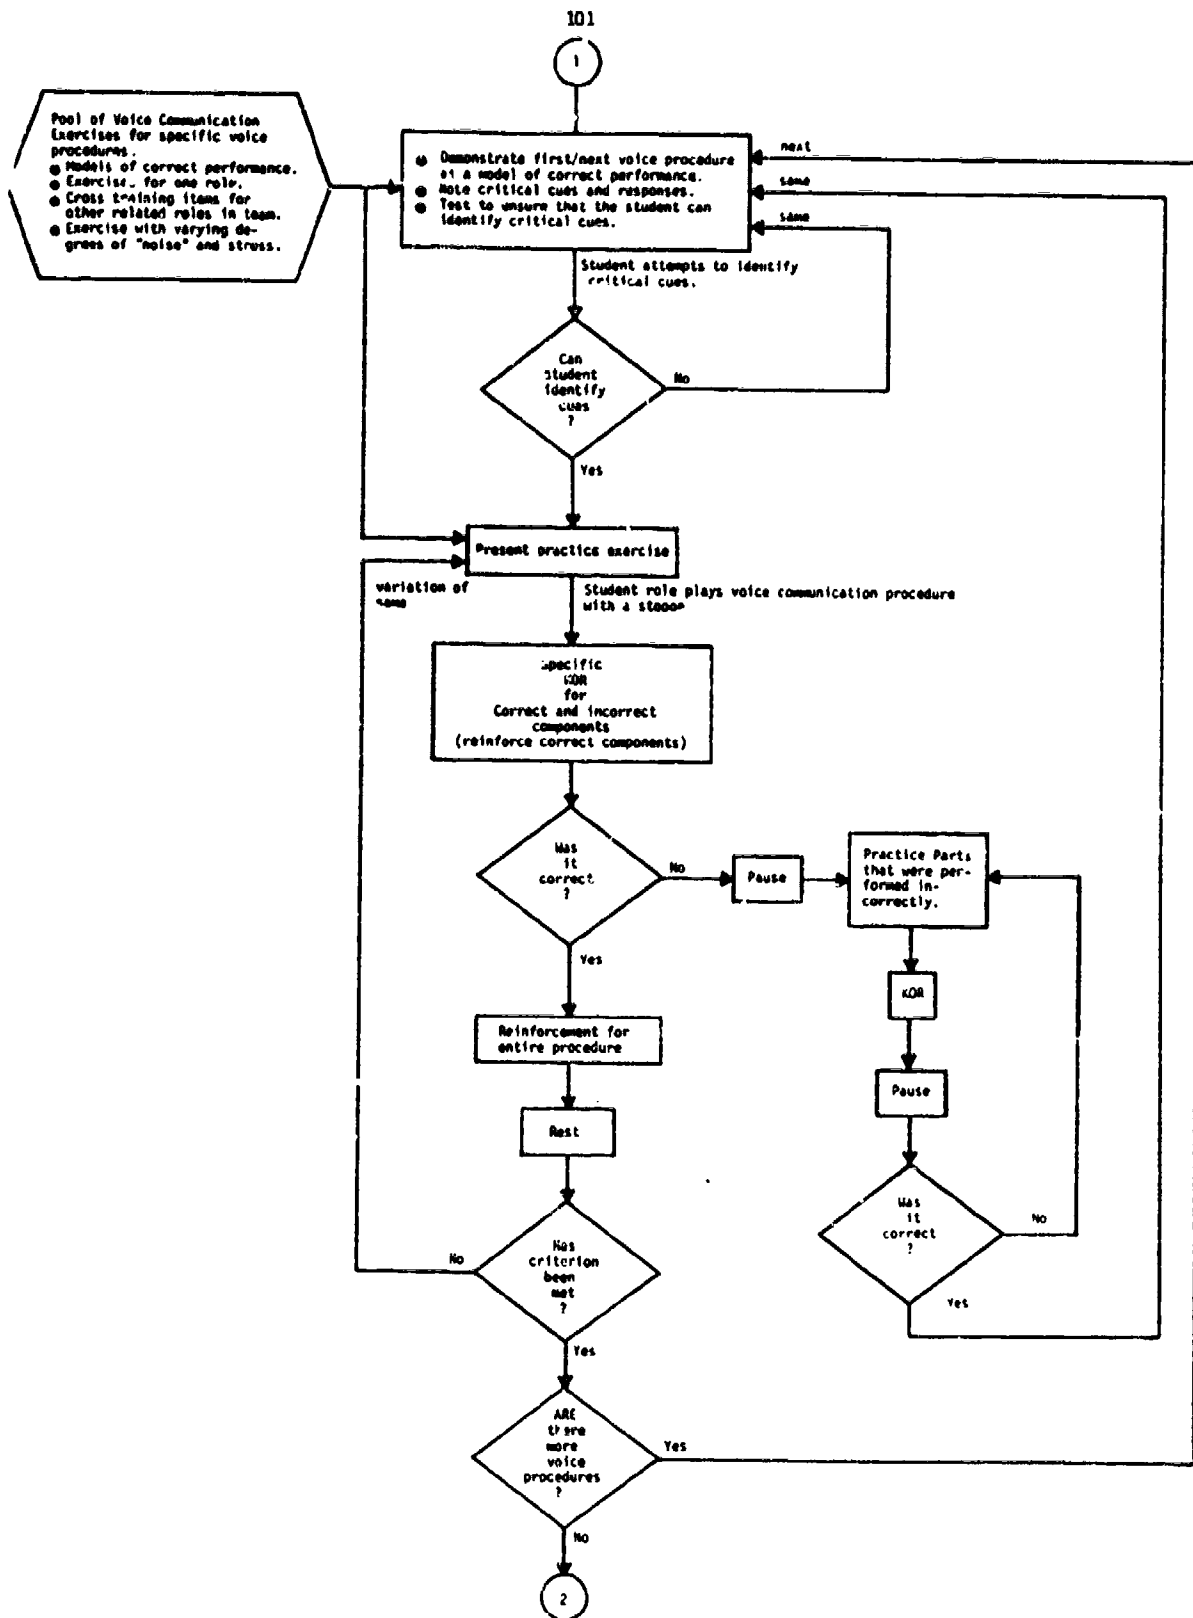 101
1
Pool of Voice Communication
Exercises for specific voice
procedures.
● Models of correct performance.
● for one role.
● Cross training items for
other related roles in team.
● Exercise with varying de-
grees of "noise" and stress.
● Demonstrate first/next voice procedure
as a model of correct performance.
● Note critical cues and responses.
● Test to ensure that the student can
identify critical cues.
next
same
same
Student attempts to identify
critical cues.
Can
student
identify
cues
?
No
Yes
Present practice exercise
variation of
same
Student role plays voice communication procedure
with a
Specific
KOR
for
Correct and incorrect
components
(reinforce correct components)
Was
it
correct
?
No
Pause
Practice Parts
that were per-
formed in-
correctly.
Yes
KOR
Reinforcement for
entire procedure
Pause
Rest
Was
it
correct
?
No
Yes
Has
criterion
been
met
?
No
Yes
ARE
there
more
voice
procedures
?
Yes
No
2